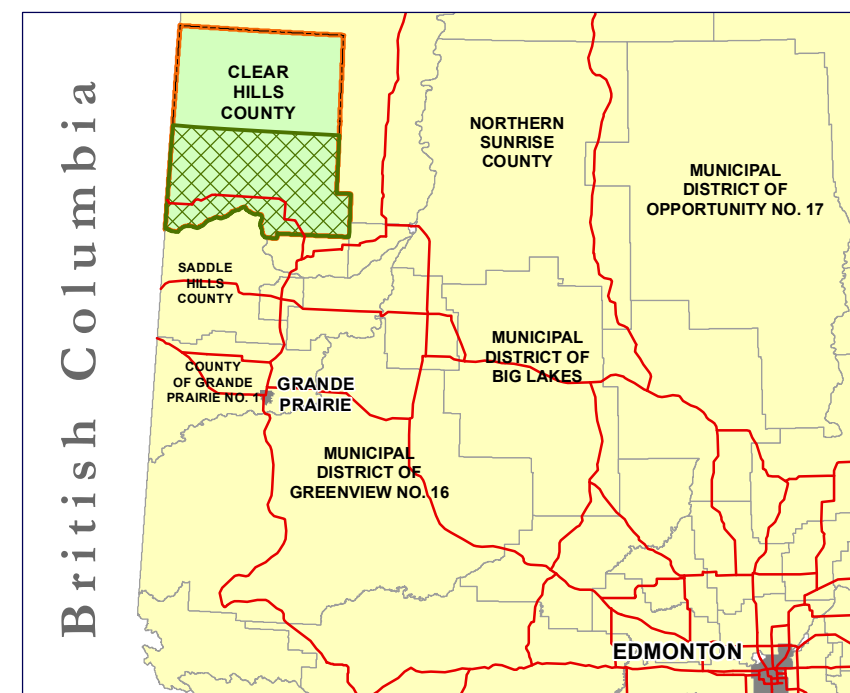 British Columbia
CLEAR
HILLS
COUNTY
NORTHERN
SUNRISE
COUNTY
MUNICIPAL
DISTRICT OF
OPPORTUNITY NO. 17
SADDLE
HILLS
COUNTY
MUNICIPAL
DISTRICT OF
BIG LAKES
COUNTY
OF GRANDE
PRAIRIE NO. 1
GRANDE
PRAIRIE
MUNICIPAL
DISTRICT OF
GREENVIEW NO. 16
EDMONTON